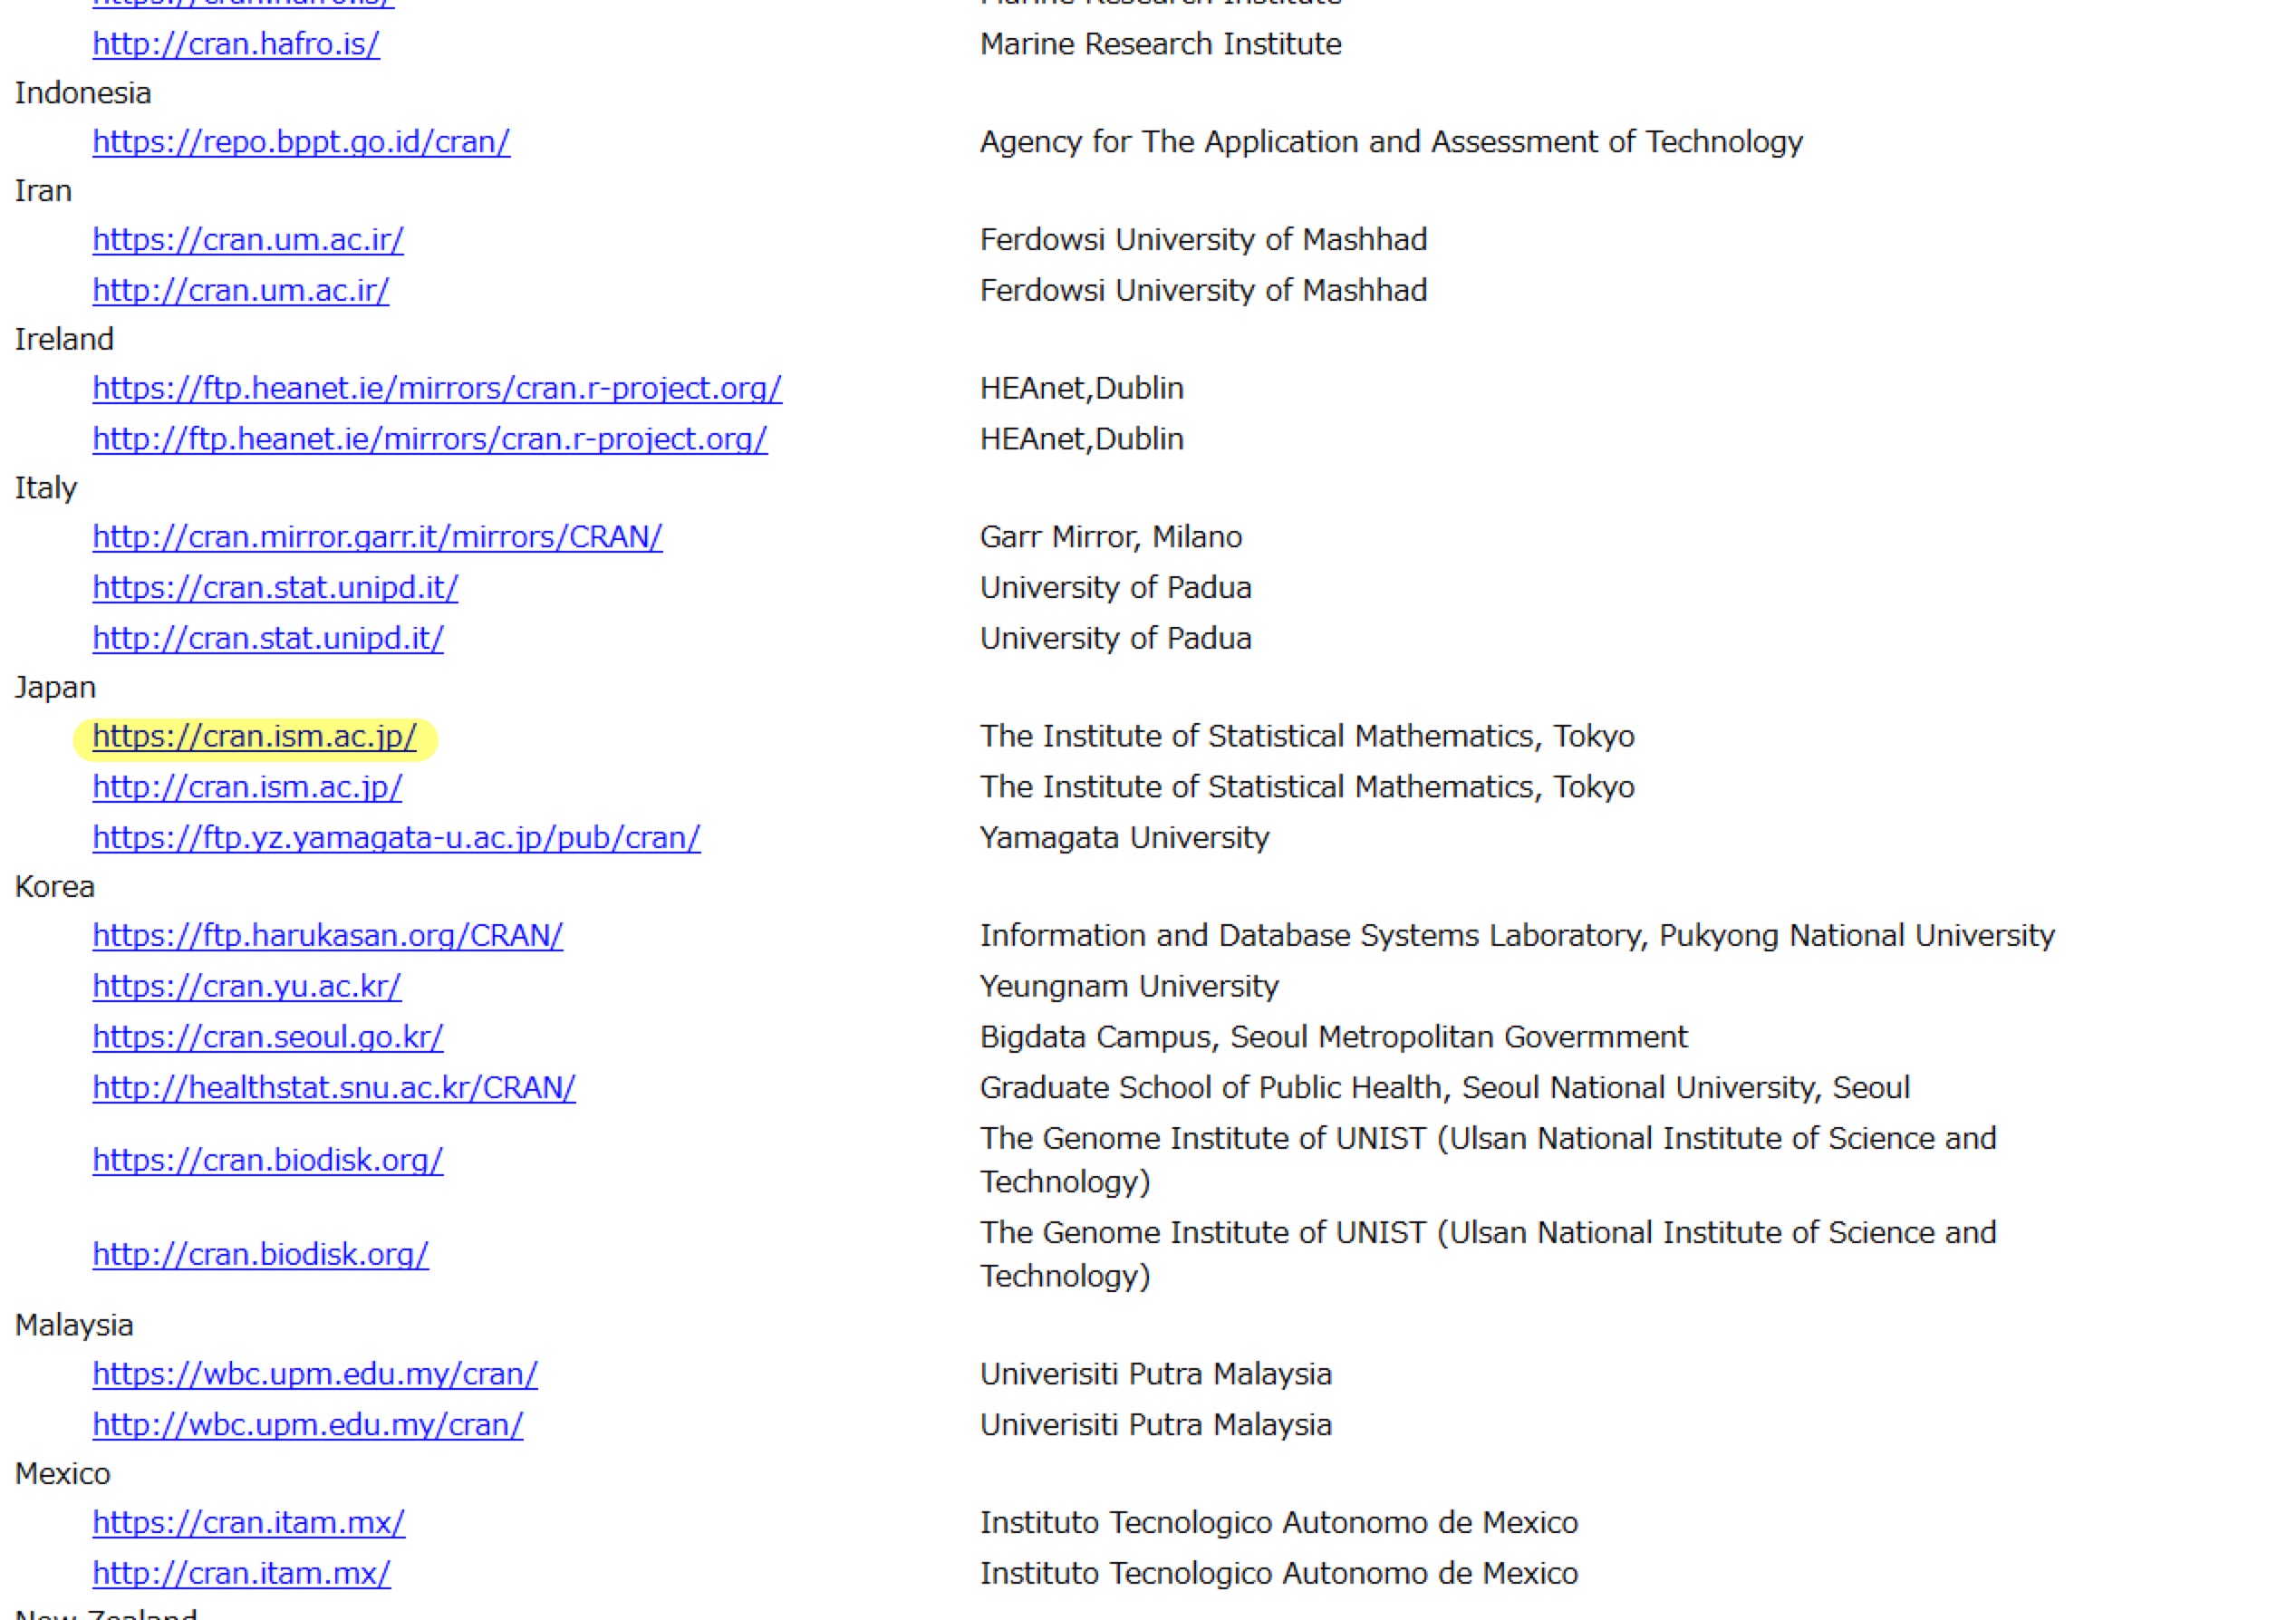 http://cran.hafro.is/ Marine Research Institute
Indonesia
https://repo.bppt.go.id/cran/ Agency for The Application and Assessment of Technology
Iran
https://cran.um.ac.ir/ Ferdowsi University of Mashhad
http://cran.um.ac.ir/ Ferdowsi University of Mashhad
Ireland
https://ftp.heanet.ie/mirrors/cran.r-project.org/ HEAnet,Dublin
http://ftp.heanet.ie/mirrors/cran.r-project.org/ HEAnet,Dublin
Italy
http://cran.mirror.garr.it/mirrors/CRAN/ Garr Mirror, Milano
https://cran.stat.unipd.it/ University of Padua
http://cran.stat.unipd.it/ University of Padua
Japan
https://cran.ism.ac.jp/ The Institute of Statistical Mathematics, Tokyo
http://cran.ism.ac.jp/ The Institute of Statistical Mathematics, Tokyo
https://ftp.yz.yamagata-u.ac.jp/pub/cran/ Yamagata University
Korea
https://ftp.harukasan.org/CRAN/ Information and Database Systems Laboratory, Pukyong National University
https://cran.yu.ac.kr/ Yeungnam University
https://cran.seoul.go.kr/ Bigdata Campus, Seoul Metropolitan Govermment
http://healthstat.snu.ac.kr/CRAN/ Graduate School of Public Health, Seoul National University, Seoul
https://cran.biodisk.org/ The Genome Institute of UNIST (Ulsan National Institute of Science and
Technology)
http://cran.biodisk.org/ The Genome Institute of UNIST (Ulsan National Institute of Science and
Technology)
Malaysia
https://wbc.upm.edu.my/cran/ Univerisiti Putra Malaysia
http://wbc.upm.edu.my/cran/ Univerisiti Putra Malaysia
Mexico
https://cran.itam.mx/ Instituto Tecnologico Autonomo de Mexico
http://cran.itam.mx/ Instituto Tecnologico Autonomo de Mexico
New Zealand